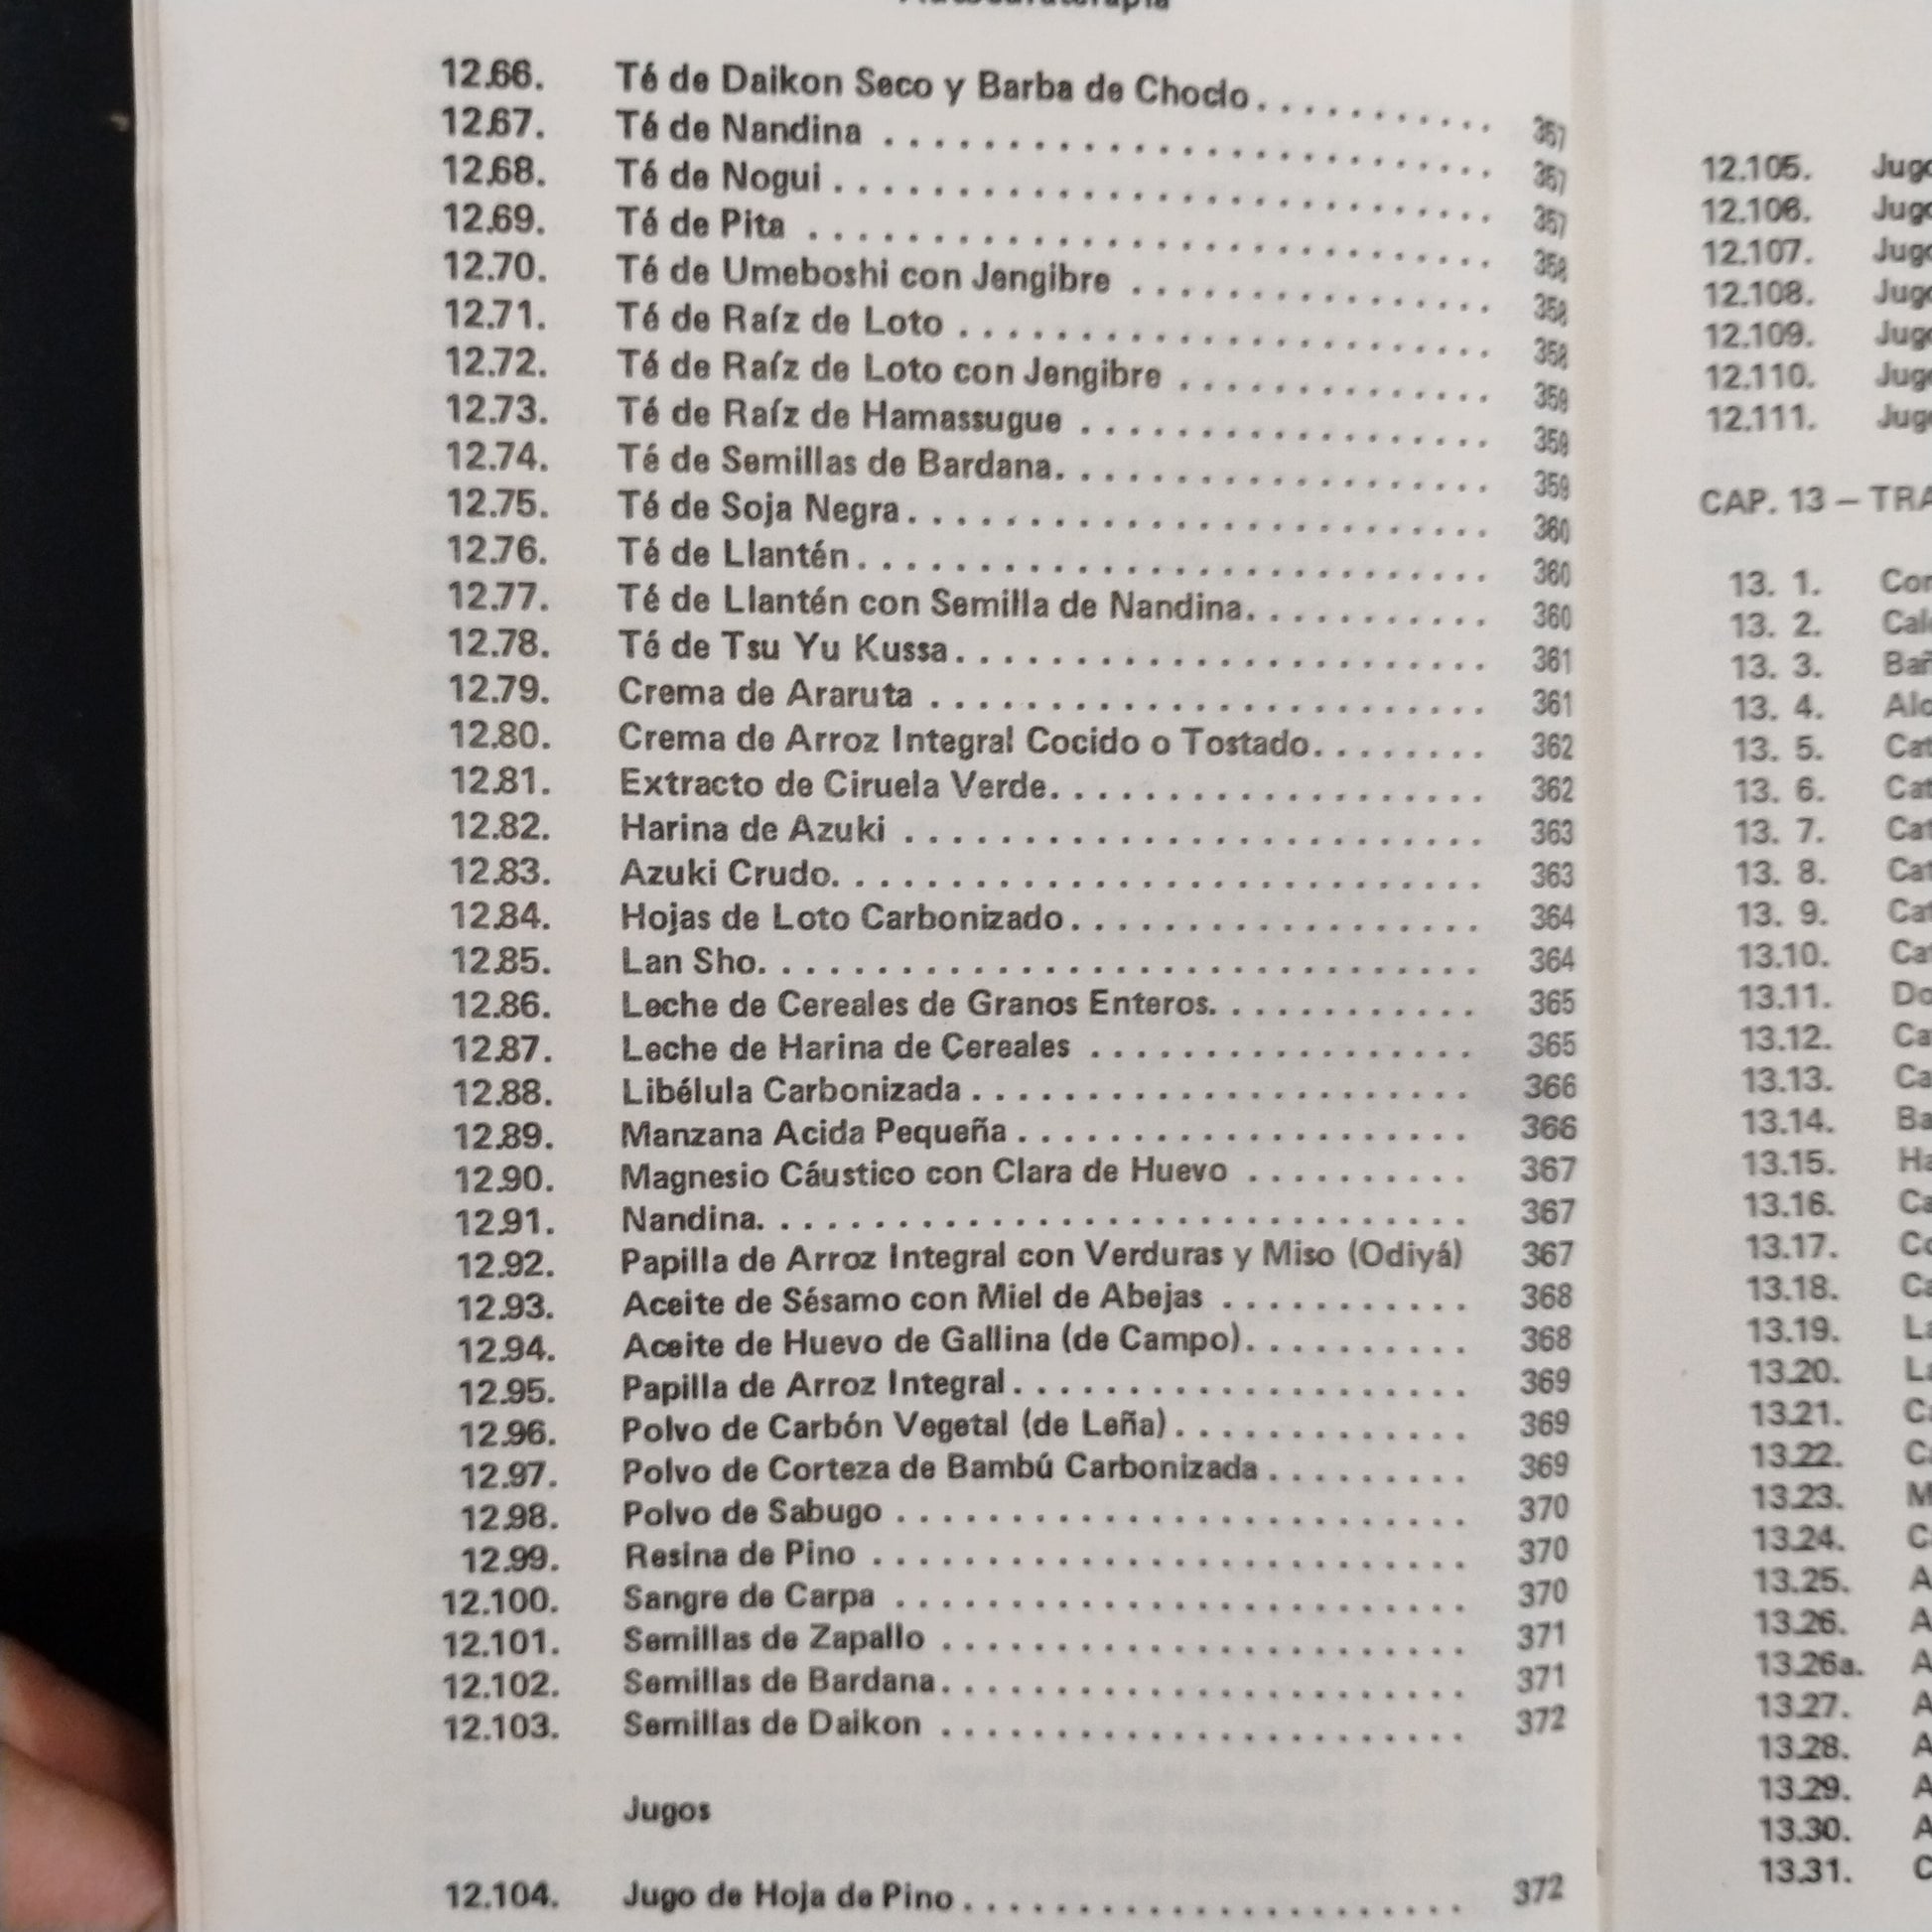 12.66. Té de Daikon Seco y Barba de Choclo. . . . . . . . . . 357
12.67. Té de Nandina . . . . . . . . . . . . . . . . . . . . . . . . . 357
12.68. Té de Nogui . . . . . . . . . . . . . . . . . . . . . . . . . . . 357
12.69. Té de Pita . . . . . . . . . . . . . . . . . . . . . . . . . . . . 358
12.70. Té de Umeboshi con Jengibre . . . . . . . . . . . . . . . 358
12.71. Té de Raíz de Loto . . . . . . . . . . . . . . . . . . . . . . 358
12.72. Té de Raíz de Loto con Jengibre . . . . . . . . . . . . . 359
12.73. Té de Raíz de Hamassugue . . . . . . . . . . . . . . . . . 359
12.74. Té de Semillas de Bardana. . . . . . . . . . . . . . . . . . 359
12.75. Té de Soja Negra. . . . . . . . . . . . . . . . . . . . . . . . 360
12.76. Té de Llantén. . . . . . . . . . . . . . . . . . . . . . . . . . 360
12.77. Té de Llantén con Semilla de Nandina. . . . . . . . . . 360
12.78. Té de Tsu Yu Kussa. . . . . . . . . . . . . . . . . . . . . . 361
12.79. Crema de Araruta . . . . . . . . . . . . . . . . . . . . . . . 361
12.80. Crema de Arroz Integral Cocido o Tostado. . . . . . . 362
12.81. Extracto de Ciruela Verde. . . . . . . . . . . . . . . . . . 362
12.82. Harina de Azuki . . . . . . . . . . . . . . . . . . . . . . . . 363
12.83. Azuki Crudo. . . . . . . . . . . . . . . . . . . . . . . . . . . 363
12.84. Hojas de Loto Carbonizado. . . . . . . . . . . . . . . . . 364
12.85. Lan Sho. . . . . . . . . . . . . . . . . . . . . . . . . . . . . . 364
12.86. Leche de Cereales de Granos Enteros. . . . . . . . . . . 365
12.87. Leche de Harina de Cereales . . . . . . . . . . . . . . . . 365
12.88. Libélula Carbonizada . . . . . . . . . . . . . . . . . . . . . 366
12.89. Manzana Acida Pequeña . . . . . . . . . . . . . . . . . . . 366
12.90. Magnesio Cáustico con Clara de Huevo . . . . . . . . . 367
12.91. Nandina. . . . . . . . . . . . . . . . . . . . . . . . . . . . . . 367
12.92. Papilla de Arroz Integral con Verduras y Miso (Odiyá) 367
12.93. Aceite de Sésamo con Miel de Abejas . . . . . . . . . . 368
12.94. Aceite de Huevo de Gallina (de Campo). . . . . . . . . 368
12.95. Papilla de Arroz Integral . . . . . . . . . . . . . . . . . . . 369
12.96. Polvo de Carbón Vegetal (de Leña). . . . . . . . . . . . 369
12.97. Polvo de Corteza de Bambú Carbonizada . . . . . . . . 369
12.98. Polvo de Sabugo . . . . . . . . . . . . . . . . . . . . . . . . 370
12.99. Resina de Pino . . . . . . . . . . . . . . . . . . . . . . . . . 370
12.100. Sangre de Carpa . . . . . . . . . . . . . . . . . . . . . . . . 370
12.101. Semillas de Zapallo . . . . . . . . . . . . . . . . . . . . . . 371
12.102. Semillas de Bardana. . . . . . . . . . . . . . . . . . . . . . 371
12.103. Semillas de Daikon . . . . . . . . . . . . . . . . . . . . . . 372
Jugos
12.104. Jugo de Hoja de Pino. . . . . . . . . . . . . . . . . . . . . 372
12.105.
12.106.
12.107.
12.108.
12.109.
12.110.
12.111.
CAP. 13 –
13. 1.
13. 2.
13. 3.
13. 4.
13. 5.
13. 6.
13. 7.
13. 8.
13. 9.
13.10.
13.11.
13.12.
13.13.
13.14.
13.15.
13.16.
13.17.
13.18.
13.19.
13.20.
13.21.
13.22.
13.23.
13.24.
13.25.
13.26.
13.26a.
13.27.
13.28.
13.29.
13.30.
13.31.